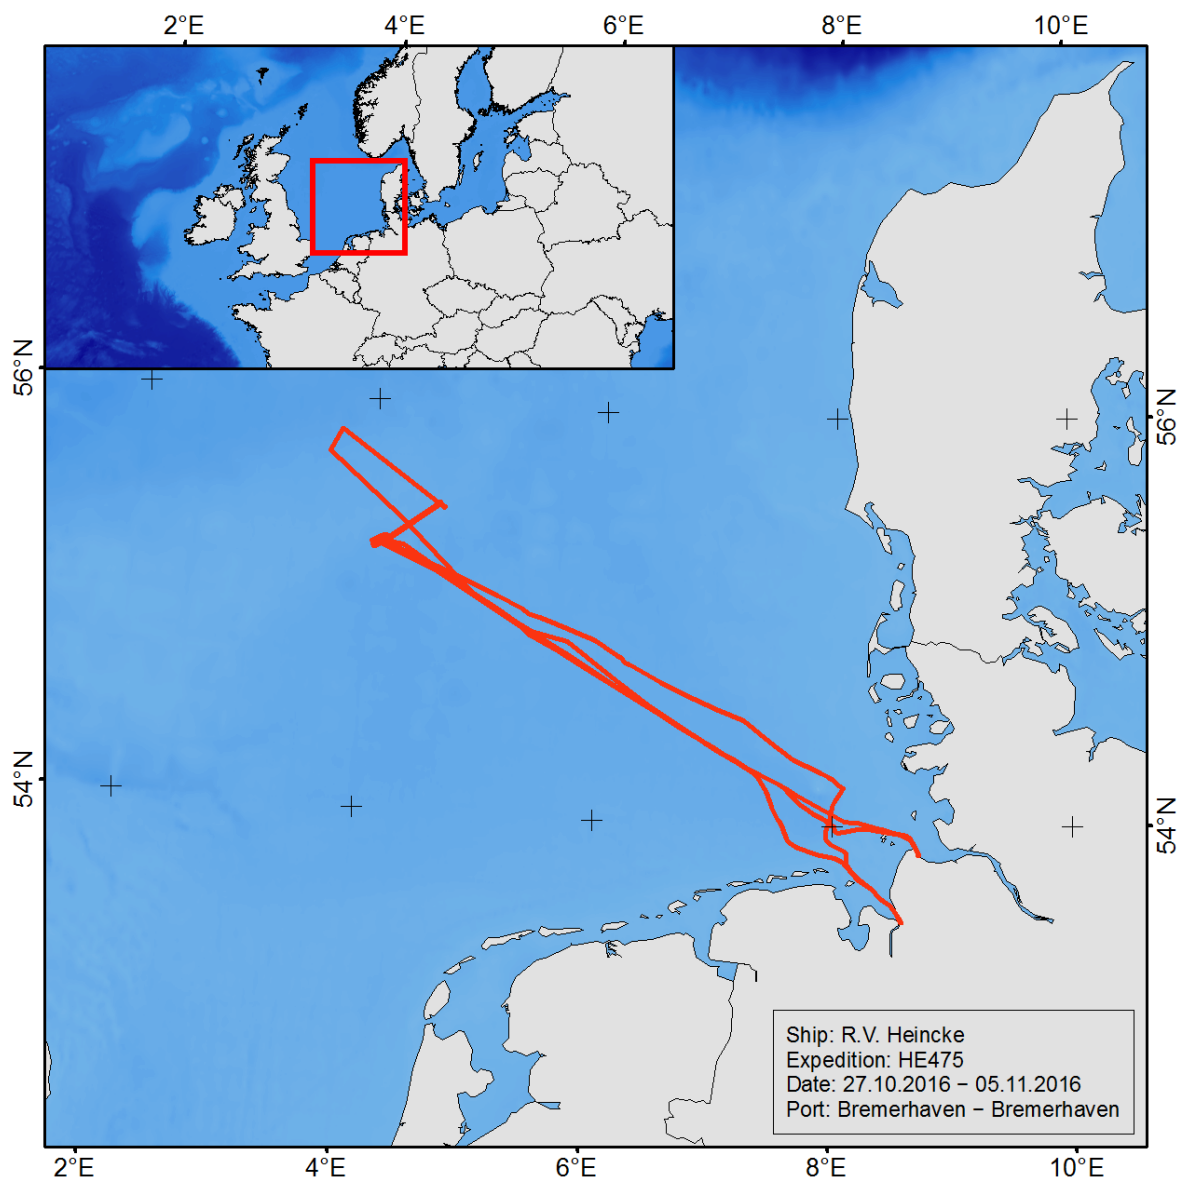 2°E 4°E 6°E 8°E 10°E
56°N 56°N
54°N 54°N
Ship: R.V. Heincke
Expedition: HE475
Date: 27.10.2016 – 05.11.2016
Port: Bremerhaven – Bremerhaven
2°E 4°E 6°E 8°E 10°E